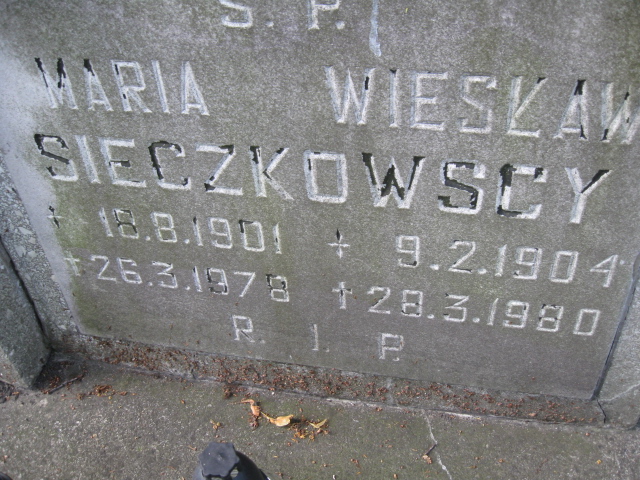 S. P.
MARIA WIESŁAW
SIECZKOWSCY
18.8.1901 9.2.1904
26.3.1978 28.3.1980
R. I. P.